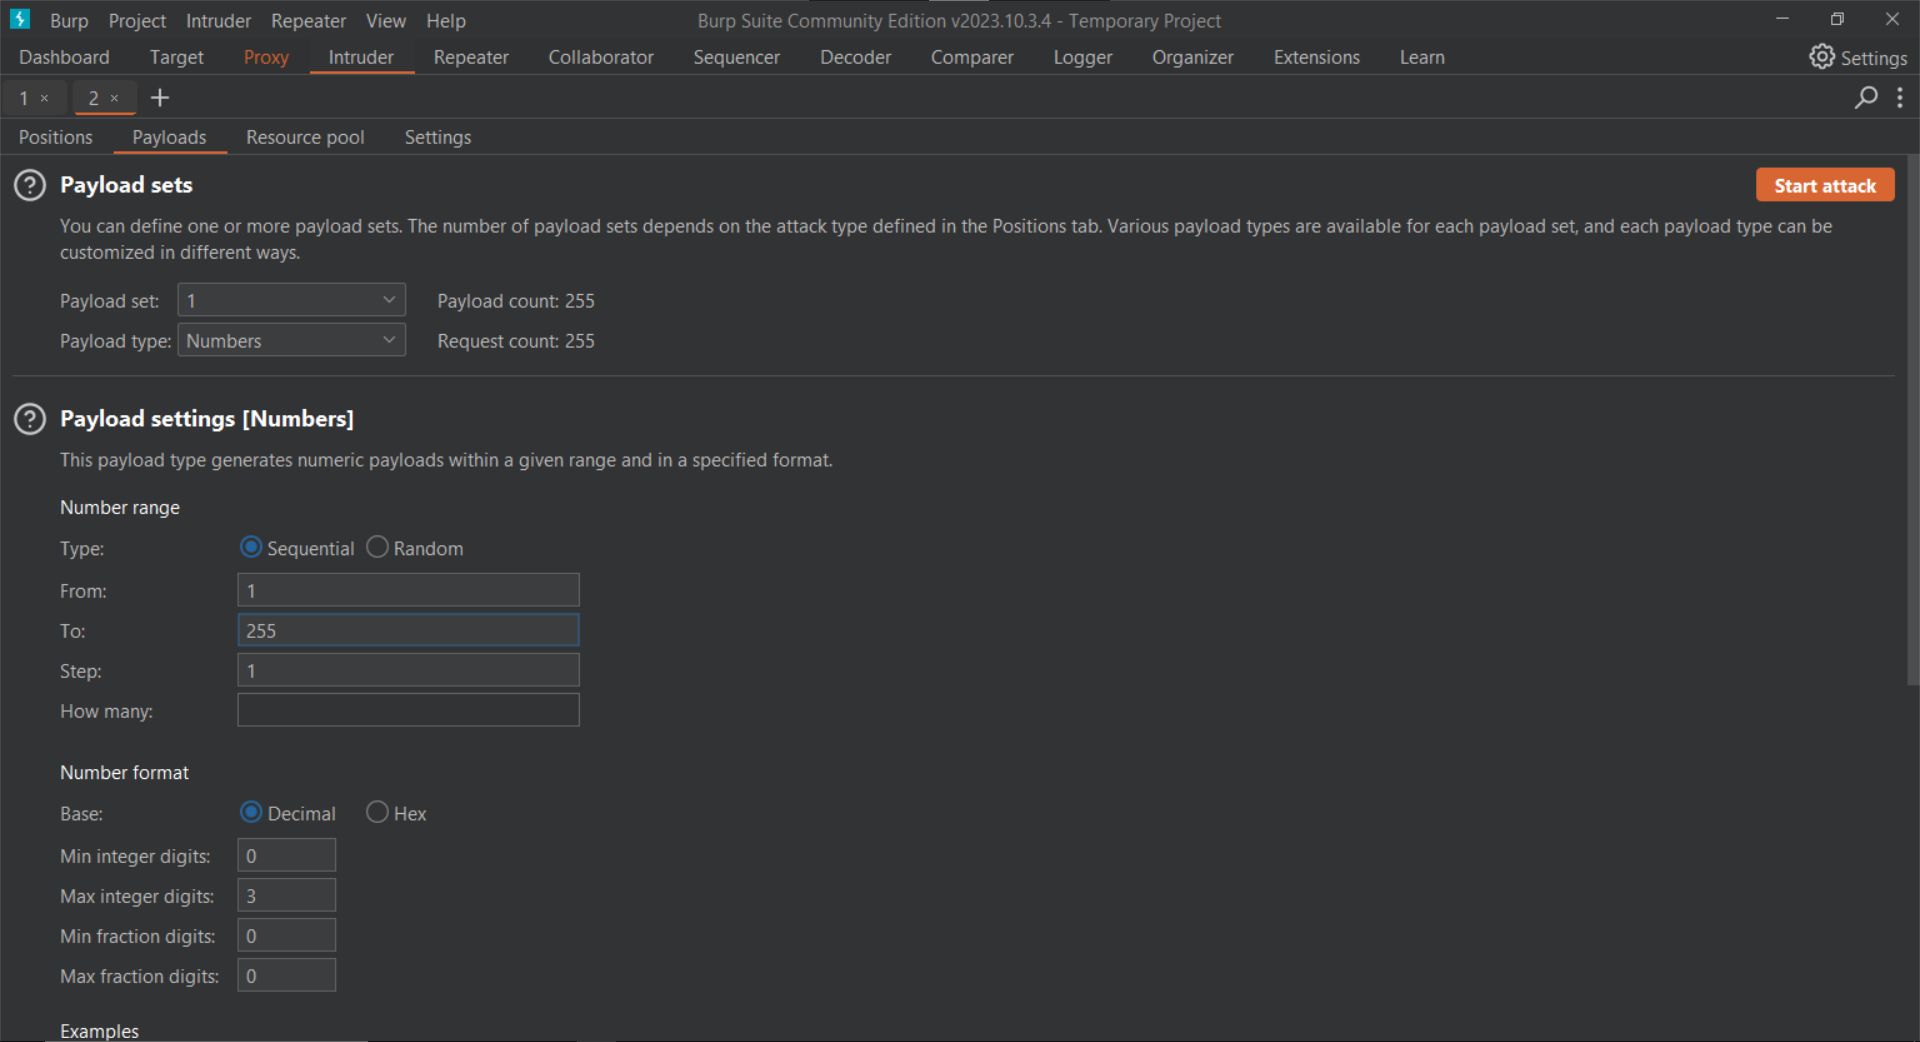 Burp Project Intruder Repeater View Help Burp Suite Community Edition v2023.10.3.4 - Temporary Project
Dashboard Target Proxy Intruder Repeater Collaborator Sequencer Decoder Comparer Logger Organizer Extensions Learn Settings
1 × 2 × +
Positions Payloads Resource pool Settings
? Payload sets Start attack
You can define one or more payload sets. The number of payload sets depends on the attack type defined in the Positions tab. Various payload types are available for each payload set, and each payload type can be
customized in different ways.
Payload set: 1 Payload count: 255
Payload type: Numbers Request count: 255
? Payload settings [Numbers]
This payload type generates numeric payloads within a given range and in a specified format.
Number range
Type: Sequential Random
From: 1
To: 255
Step: 1
How many:
Number format
Base: Decimal Hex
Min integer digits: 0
Max integer digits: 3
Min fraction digits: 0
Max fraction digits: 0
Examples